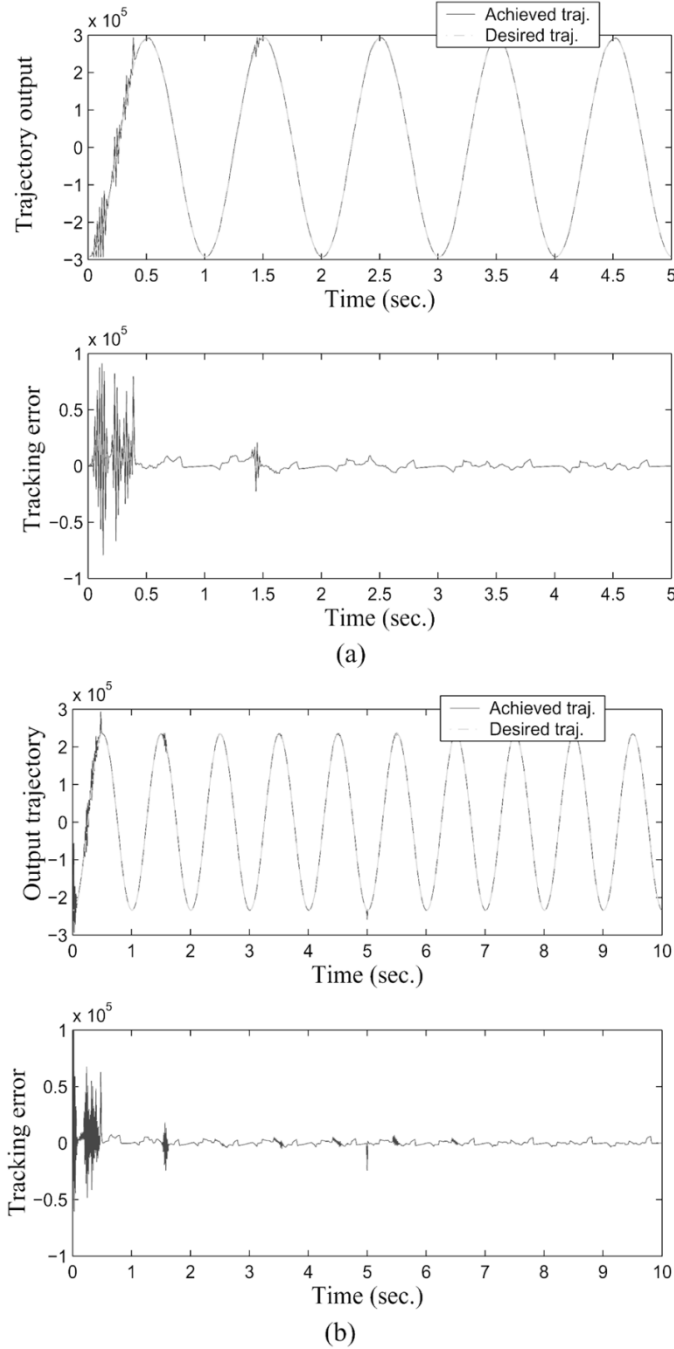 x 10^5
Achieved traj.
Desired traj.
Trajectory output
3
2
1
0
−1
−2
−3
0 0.5 1 1.5 2 2.5 3 3.5 4 4.5 5
Time (sec.)
x 10^5
Tracking error
1
0.5
0
−0.5
−1
0 0.5 1 1.5 2 2.5 3 3.5 4 4.5 5
Time (sec.)
(a)
x 10^5
Achieved traj.
Desired traj.
Output trajectory
3
2
1
0
−1
−2
−3
0 1 2 3 4 5 6 7 8 9 10
Time (sec.)
x 10^5
Tracking error
1
0.5
0
−0.5
−1
0 1 2 3 4 5 6 7 8 9 10
Time (sec.)
(b)